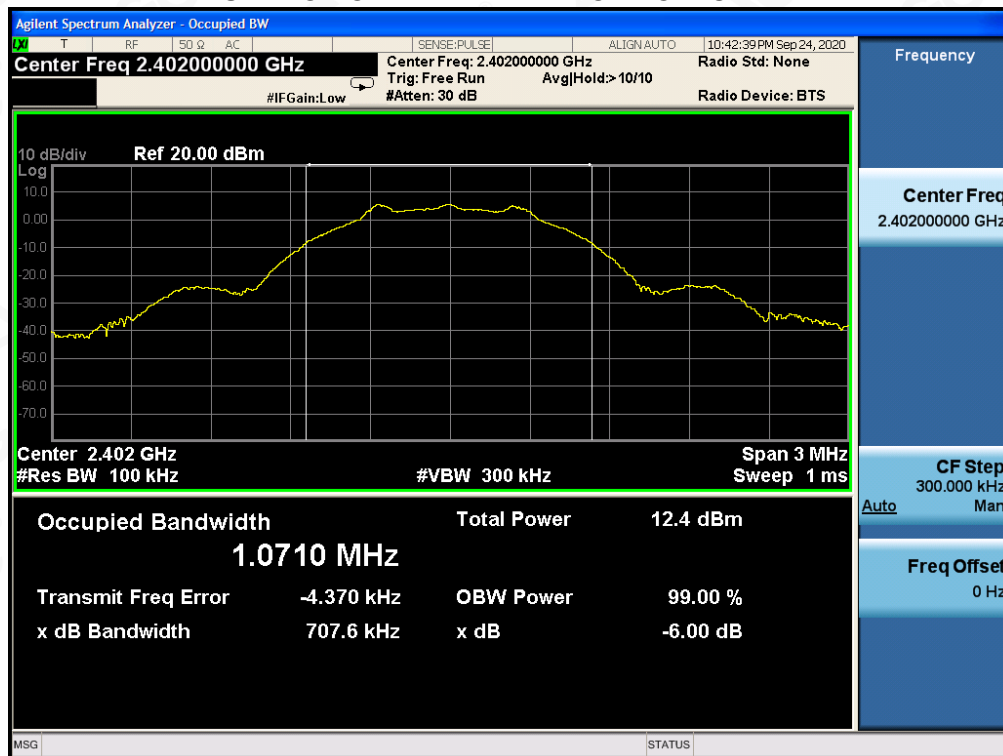 Agilent Spectrum Analyzer - Occupied BW
LXI T RF 50 Ω AC SENSE:PULSE ALIGN AUTO 10:42:39 PM Sep 24, 2020
Center Freq 2.402000000 GHz
Center Freq: 2.402000000 GHz Radio Std: None
Trig: Free Run Avg|Hold:>10/10
#IFGain:Low #Atten: 30 dB Radio Device: BTS
10 dB/div Ref 20.00 dBm
Log
10.0
0.00
-10.0
-20.0
-30.0
-40.0
-50.0
-60.0
-70.0
Center 2.402 GHz Span 3 MHz
#Res BW 100 kHz #VBW 300 kHz Sweep 1 ms
Occupied Bandwidth Total Power 12.4 dBm
1.0710 MHz
Transmit Freq Error -4.370 kHz OBW Power 99.00 %
x dB Bandwidth 707.6 kHz x dB -6.00 dB
MSG STATUS
Frequency
Center Freq
2.402000000 GHz
CF Step
300.000 kHz
Auto Man
Freq Offset
0 Hz